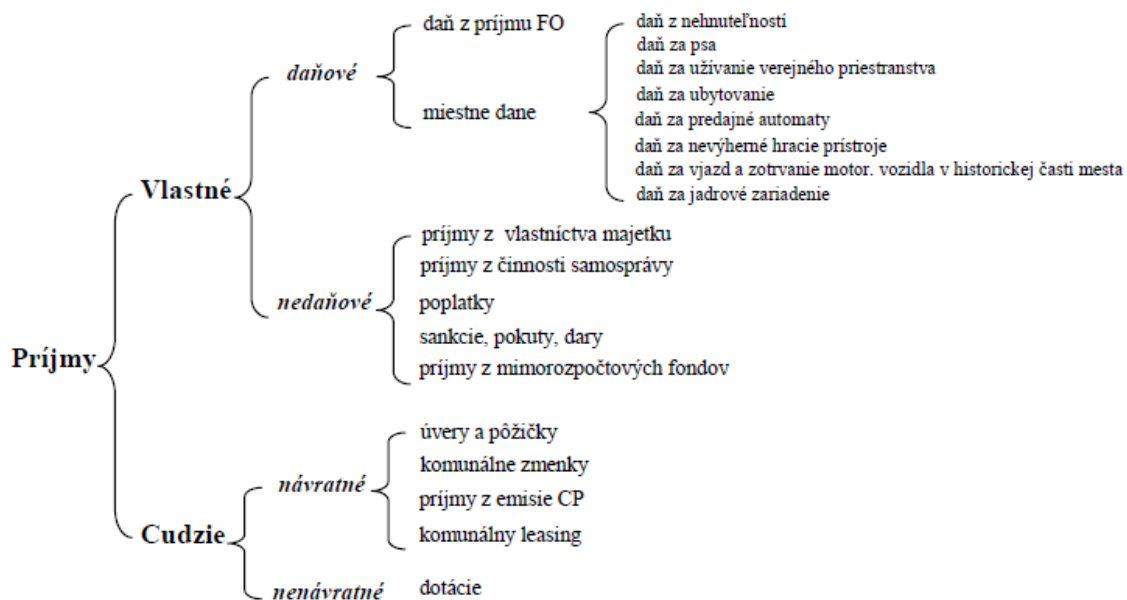 Príjmy
Vlastné
daňové
daň z príjmu FO
miestne dane
daň z nehnuteľností
daň za psa
daň za užívanie verejného priestranstva
daň za ubytovanie
daň za predajné automaty
daň za nevýherné hracie prístroje
daň za vjazd a zotrvanie motor. vozidla v historickej časti mesta
daň za jadrové zariadenie
nedaňové
príjmy z vlastníctva majetku
príjmy z činnosti samosprávy
poplatky
sankcie, pokuty, dary
príjmy z mimorozpočtových fondov
Cudzie
návratné
úvery a pôžičky
komunálne zmenky
príjmy z emisie CP
komunálny leasing
nenávratné
dotácie